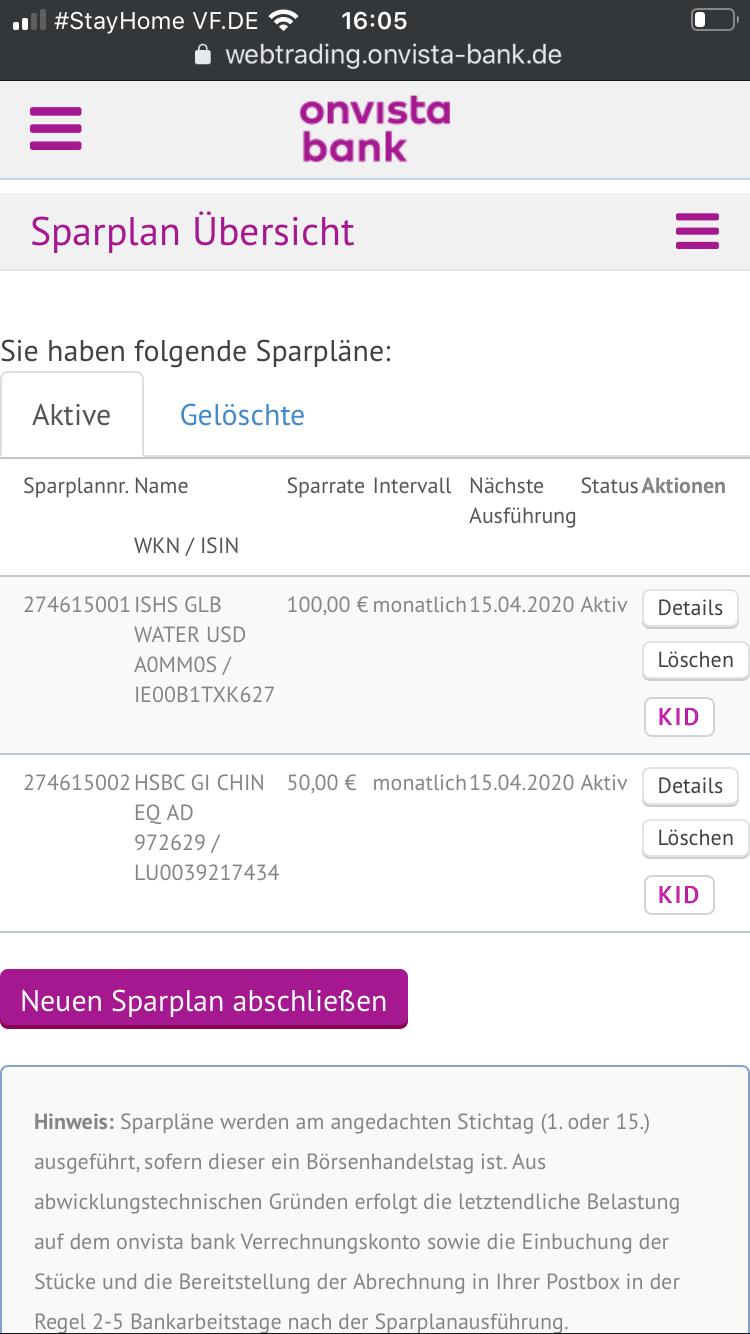 #StayHome VF.DE 16:05
webtrading.onvista-bank.de
onvista
bank
Sparplan Übersicht
Sie haben folgende Sparpläne:
Aktive Gelöschte
Sparplannr. Name Sparrate Intervall Nächste Status Aktionen
Ausführung
WKN / ISIN
274615001 ISHS GLB 100,00 € monatlich 15.04.2020 Aktiv Details
WATER USD
A0MM0S / Löschen
IE00B1TXK627
KID
274615002 HSBC GI CHIN 50,00 € monatlich 15.04.2020 Aktiv Details
EQ AD
972629 / Löschen
LU0039217434
KID
Neuen Sparplan abschließen
Hinweis: Sparpläne werden am angedachten Stichtag (1. oder 15.)
ausgeführt, sofern dieser ein Börsenhandelstag ist. Aus
abwicklungstechnischen Gründen erfolgt die letztendliche Belastung
auf dem onvista bank Verrechnungskonto sowie die Einbuchung der
Stücke und die Bereitstellung der Abrechnung in Ihrer Postbox in der
Regel 2-5 Bankarbeitstage nach der Sparplanausführung.